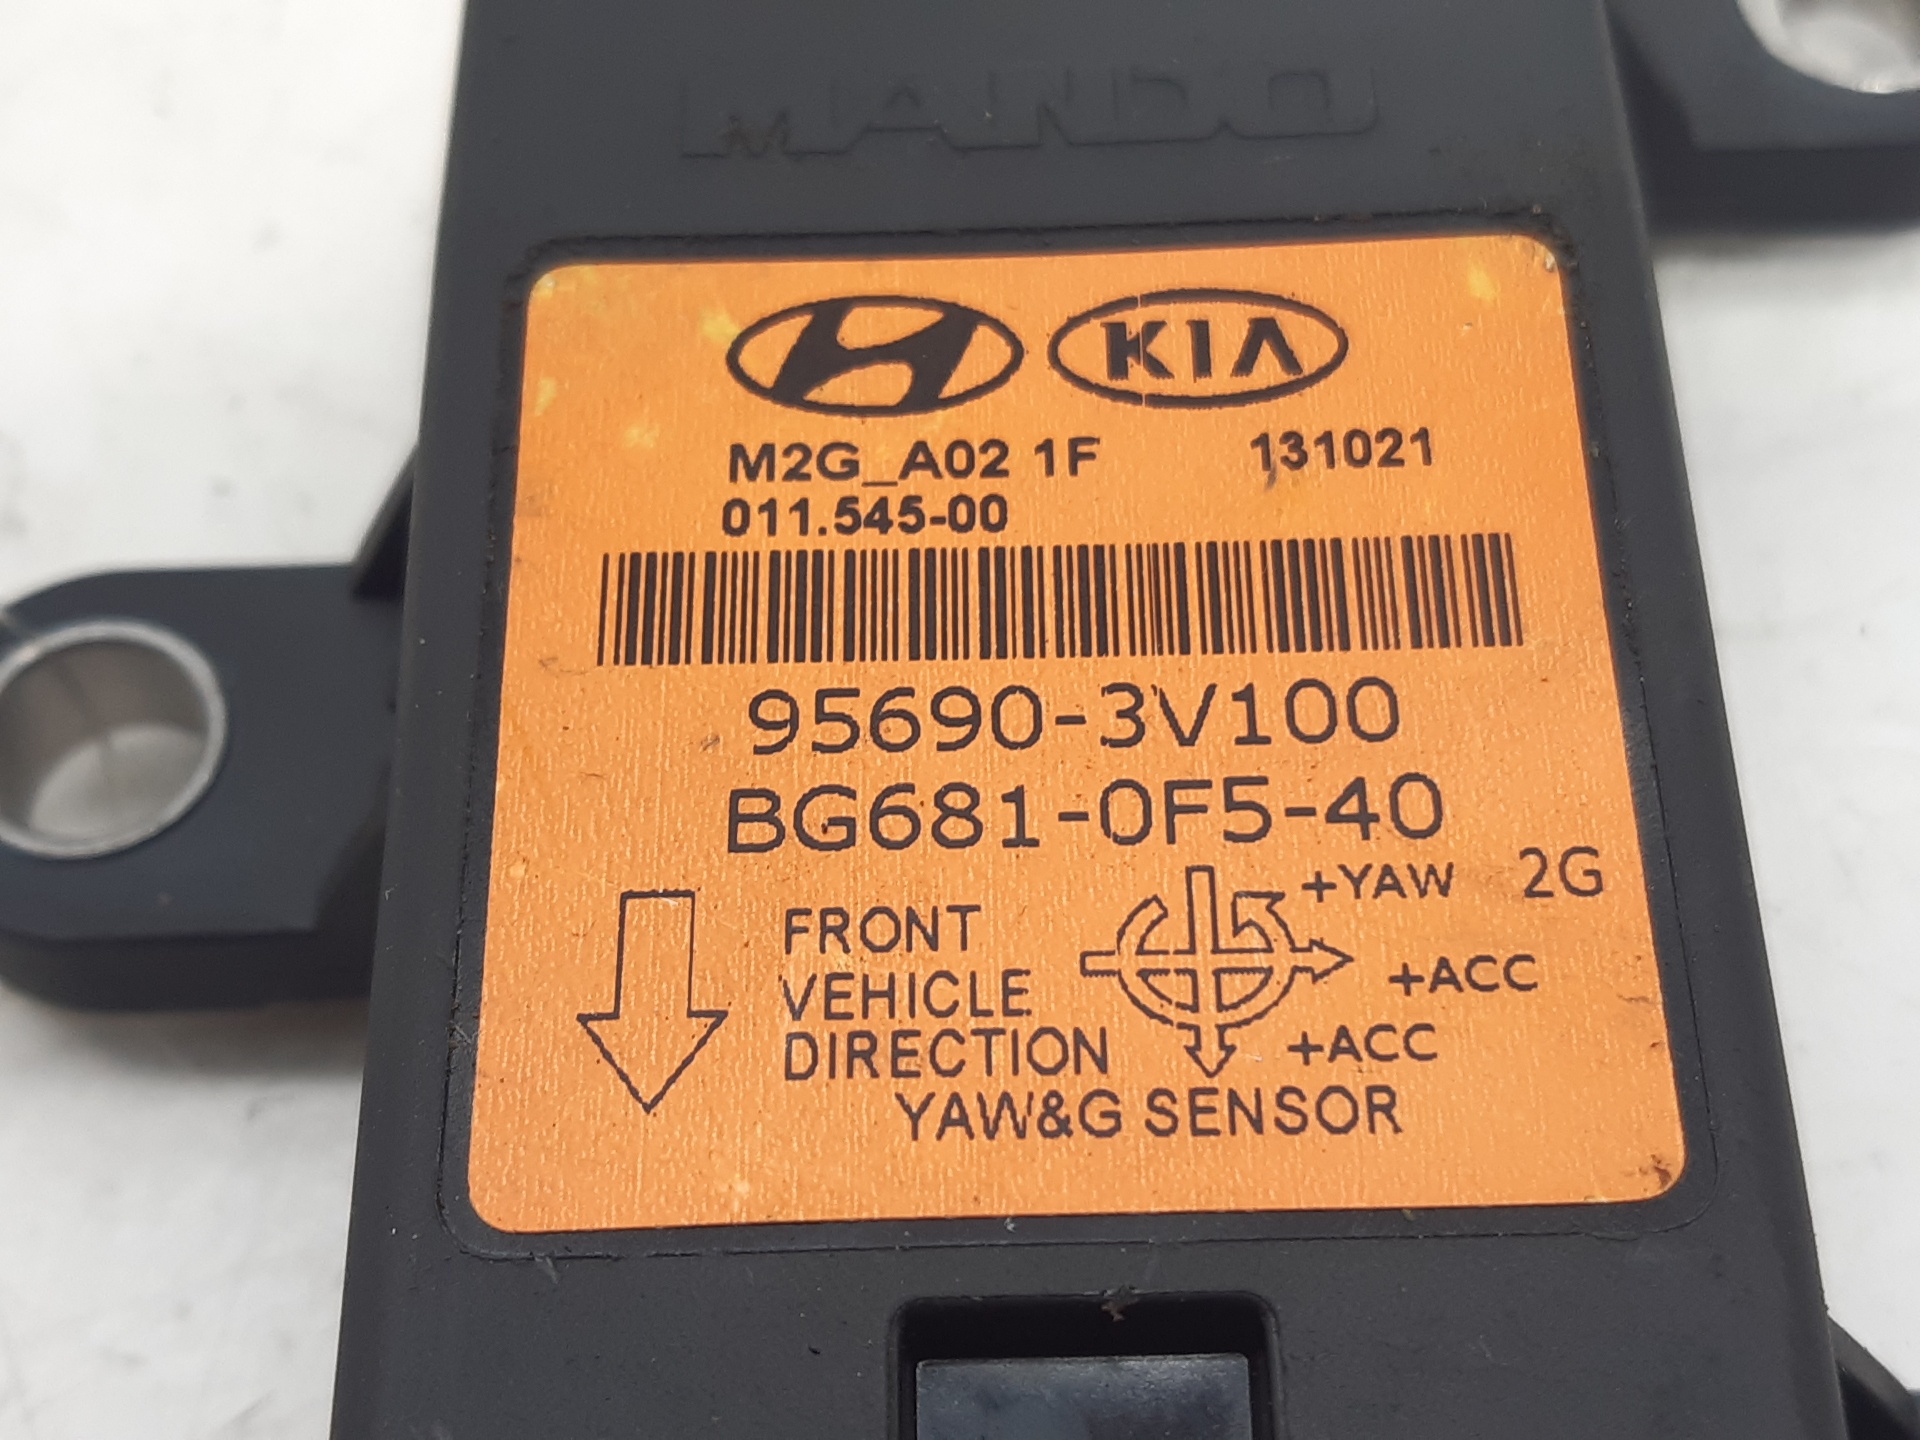 MANDO
KIA
M2G_A02 1F 131021
011.545-00
95690-3V100
BG681-0F5-40
+YAW 2G
FRONT
VEHICLE
DIRECTION
+ACC
+ACC
YAW&G SENSOR